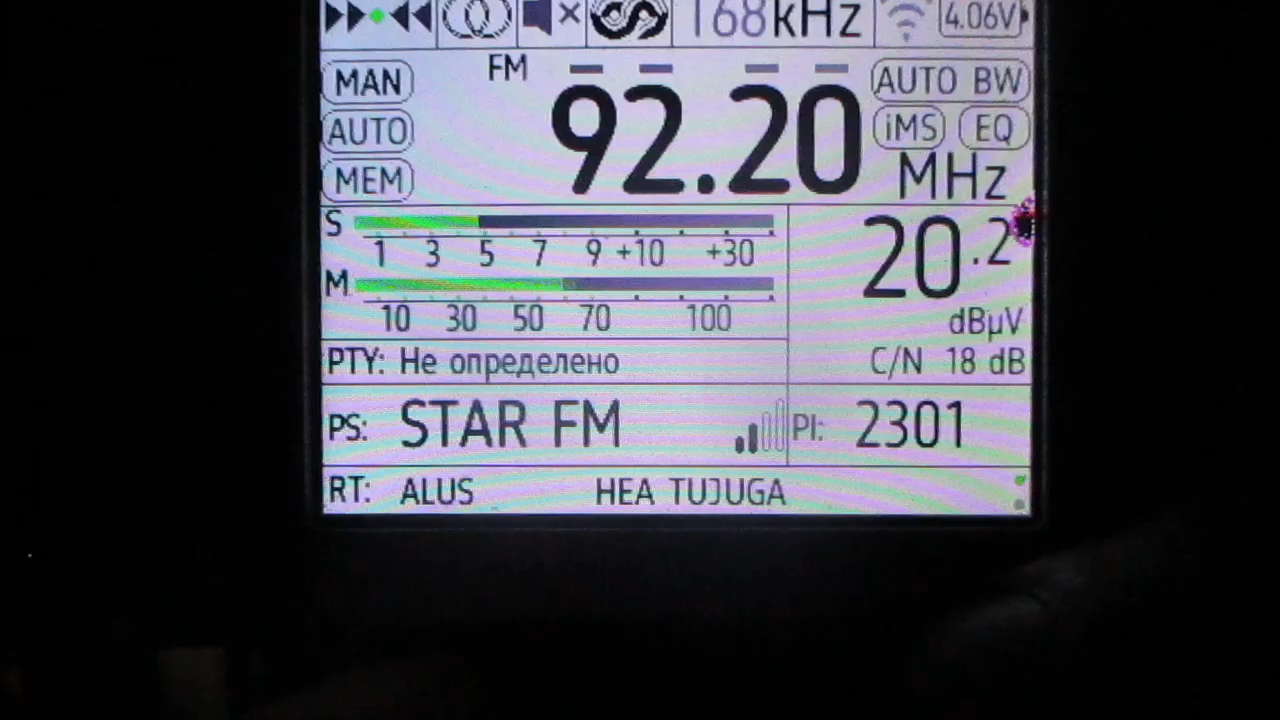 168kHz 4.06V
MAN FM 92.20 MHz AUTO BW
AUTO iMS EQ
MEM
S 1 3 5 7 9 +10 +30
20.2 dBµV
M 10 30 50 70 100
PTY: Не определено C/N 18 dB
PS: STAR FM PI: 2301
RT: ALUS HEA TUJUGA